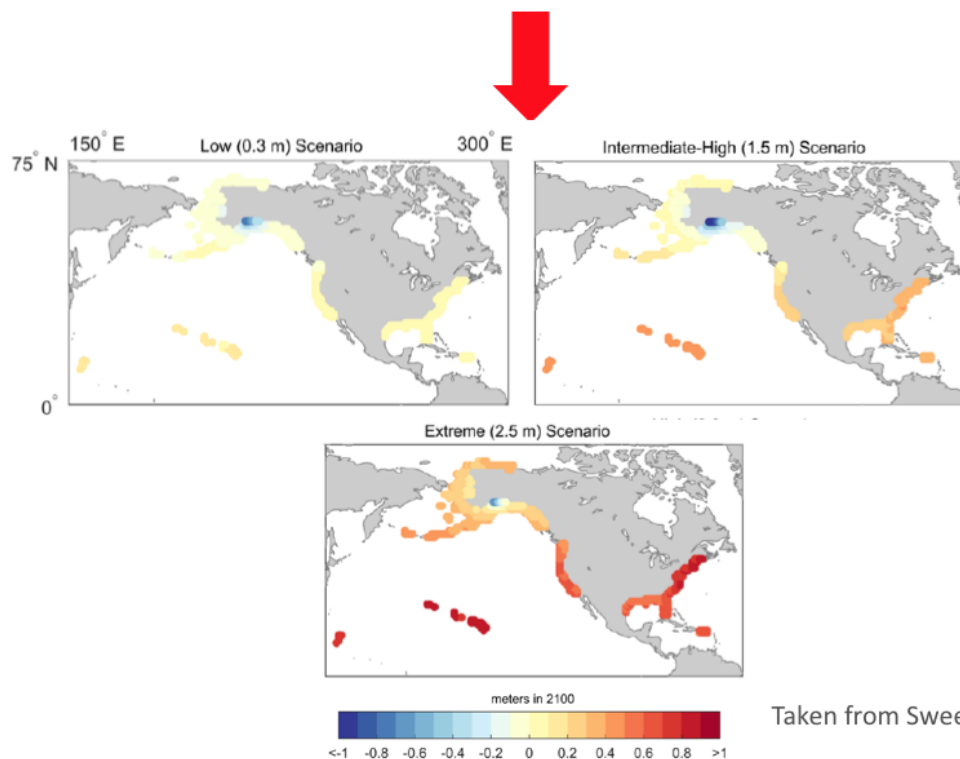 150° E
300° E
Low (0.3 m) Scenario
Intermediate-High (1.5 m) Scenario
75° N
0°
Extreme (2.5 m) Scenario
meters in 2100
<-1 -0.8 -0.6 -0.4 -0.2 0 0.2 0.4 0.6 0.8 >1
Taken from Swee